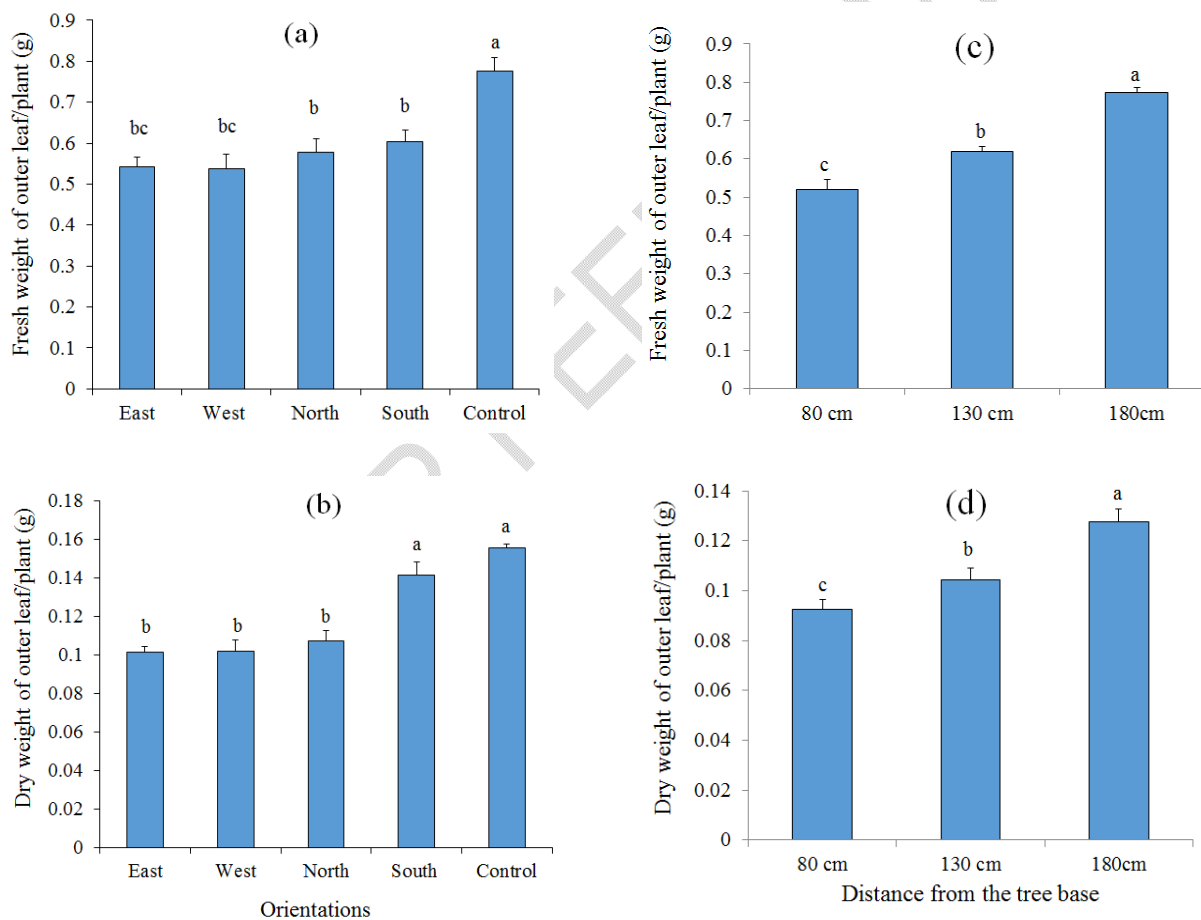 (a)
Fresh weight of outer leaf/plant (g)
0.9
0.8
0.7
0.6
0.5
0.4
0.3
0.2
0.1
0
bc
bc
b
b
a
East West North South Control
(c)
Fresh weight of outer leaf/plant (g)
0.9
0.8
0.7
0.6
0.5
0.4
0.3
0.2
0.1
0
c
b
a
80 cm 130 cm 180cm
(b)
Dry weight of outer leaf/plant (g)
0.18
0.16
0.14
0.12
0.1
0.08
0.06
0.04
0.02
0
b
b
b
a
a
East West North South Control
Orientations
(d)
Dry weight of outer leaf/plant (g)
0.14
0.12
0.1
0.08
0.06
0.04
0.02
0
c
b
a
80 cm 130 cm 180cm
Distance from the tree base